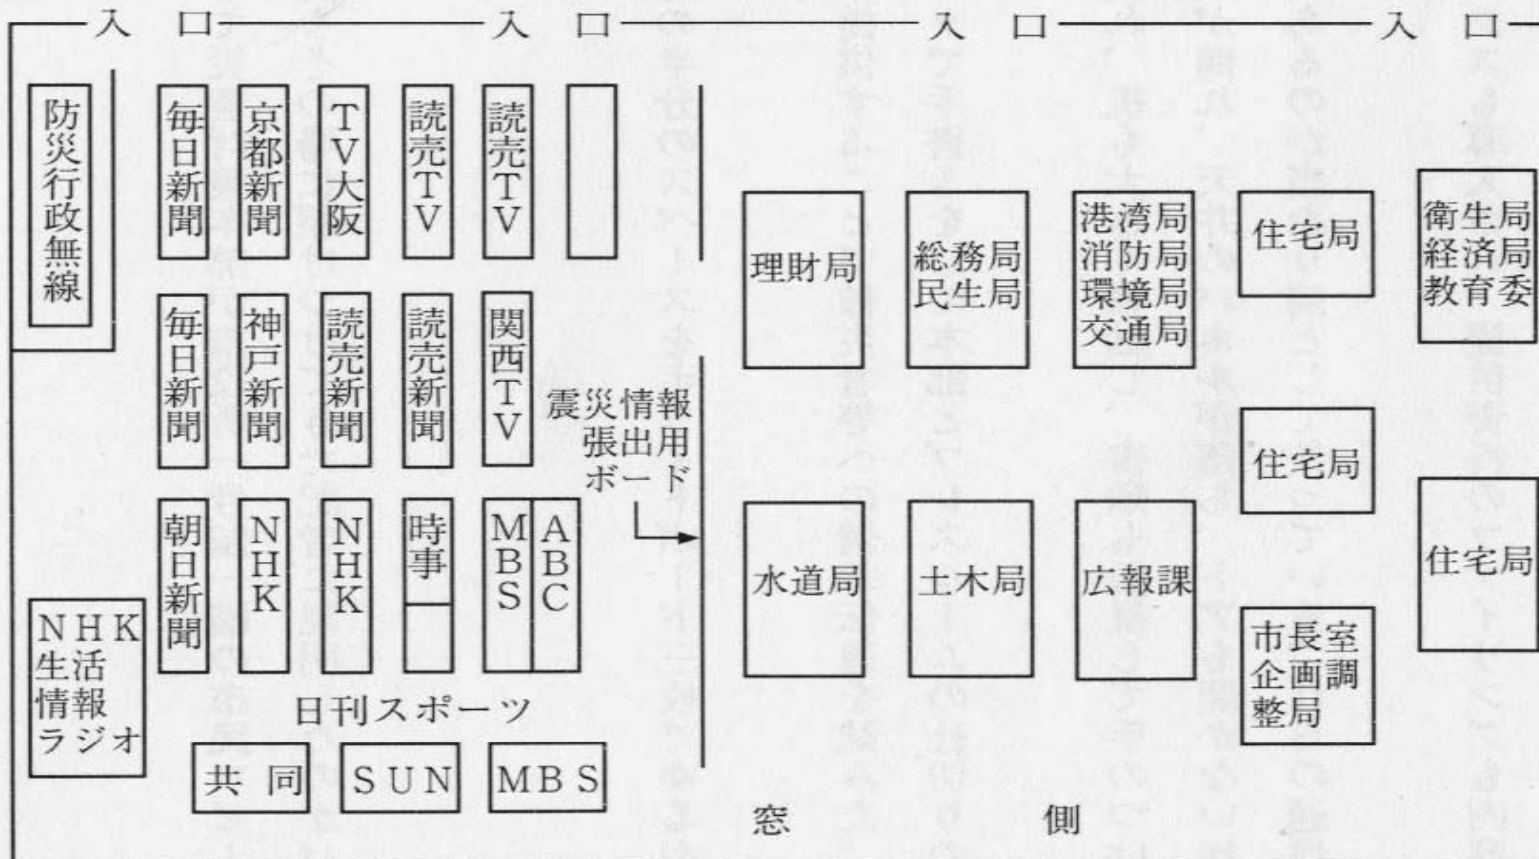 入口
入口
入口
入口
防災行政無線
毎日新聞
京都新聞
TV大阪
読売TV
読売TV
毎日新聞
神戸新聞
読売新聞
読売新聞
関西TV
朝日新聞
NHK
NHK
時事
MBS
ABC
NHK
生活
情報
ラジオ
日刊スポーツ
共同
SUN
MBS
震災情報
張出用
ボード
理財局
総務局
民生局
港湾局
消防局
環境局
交通局
住宅局
衛生局
経済局
教育委
住宅局
水道局
土木局
広報課
市長室
企画調
整局
住宅局
窓側